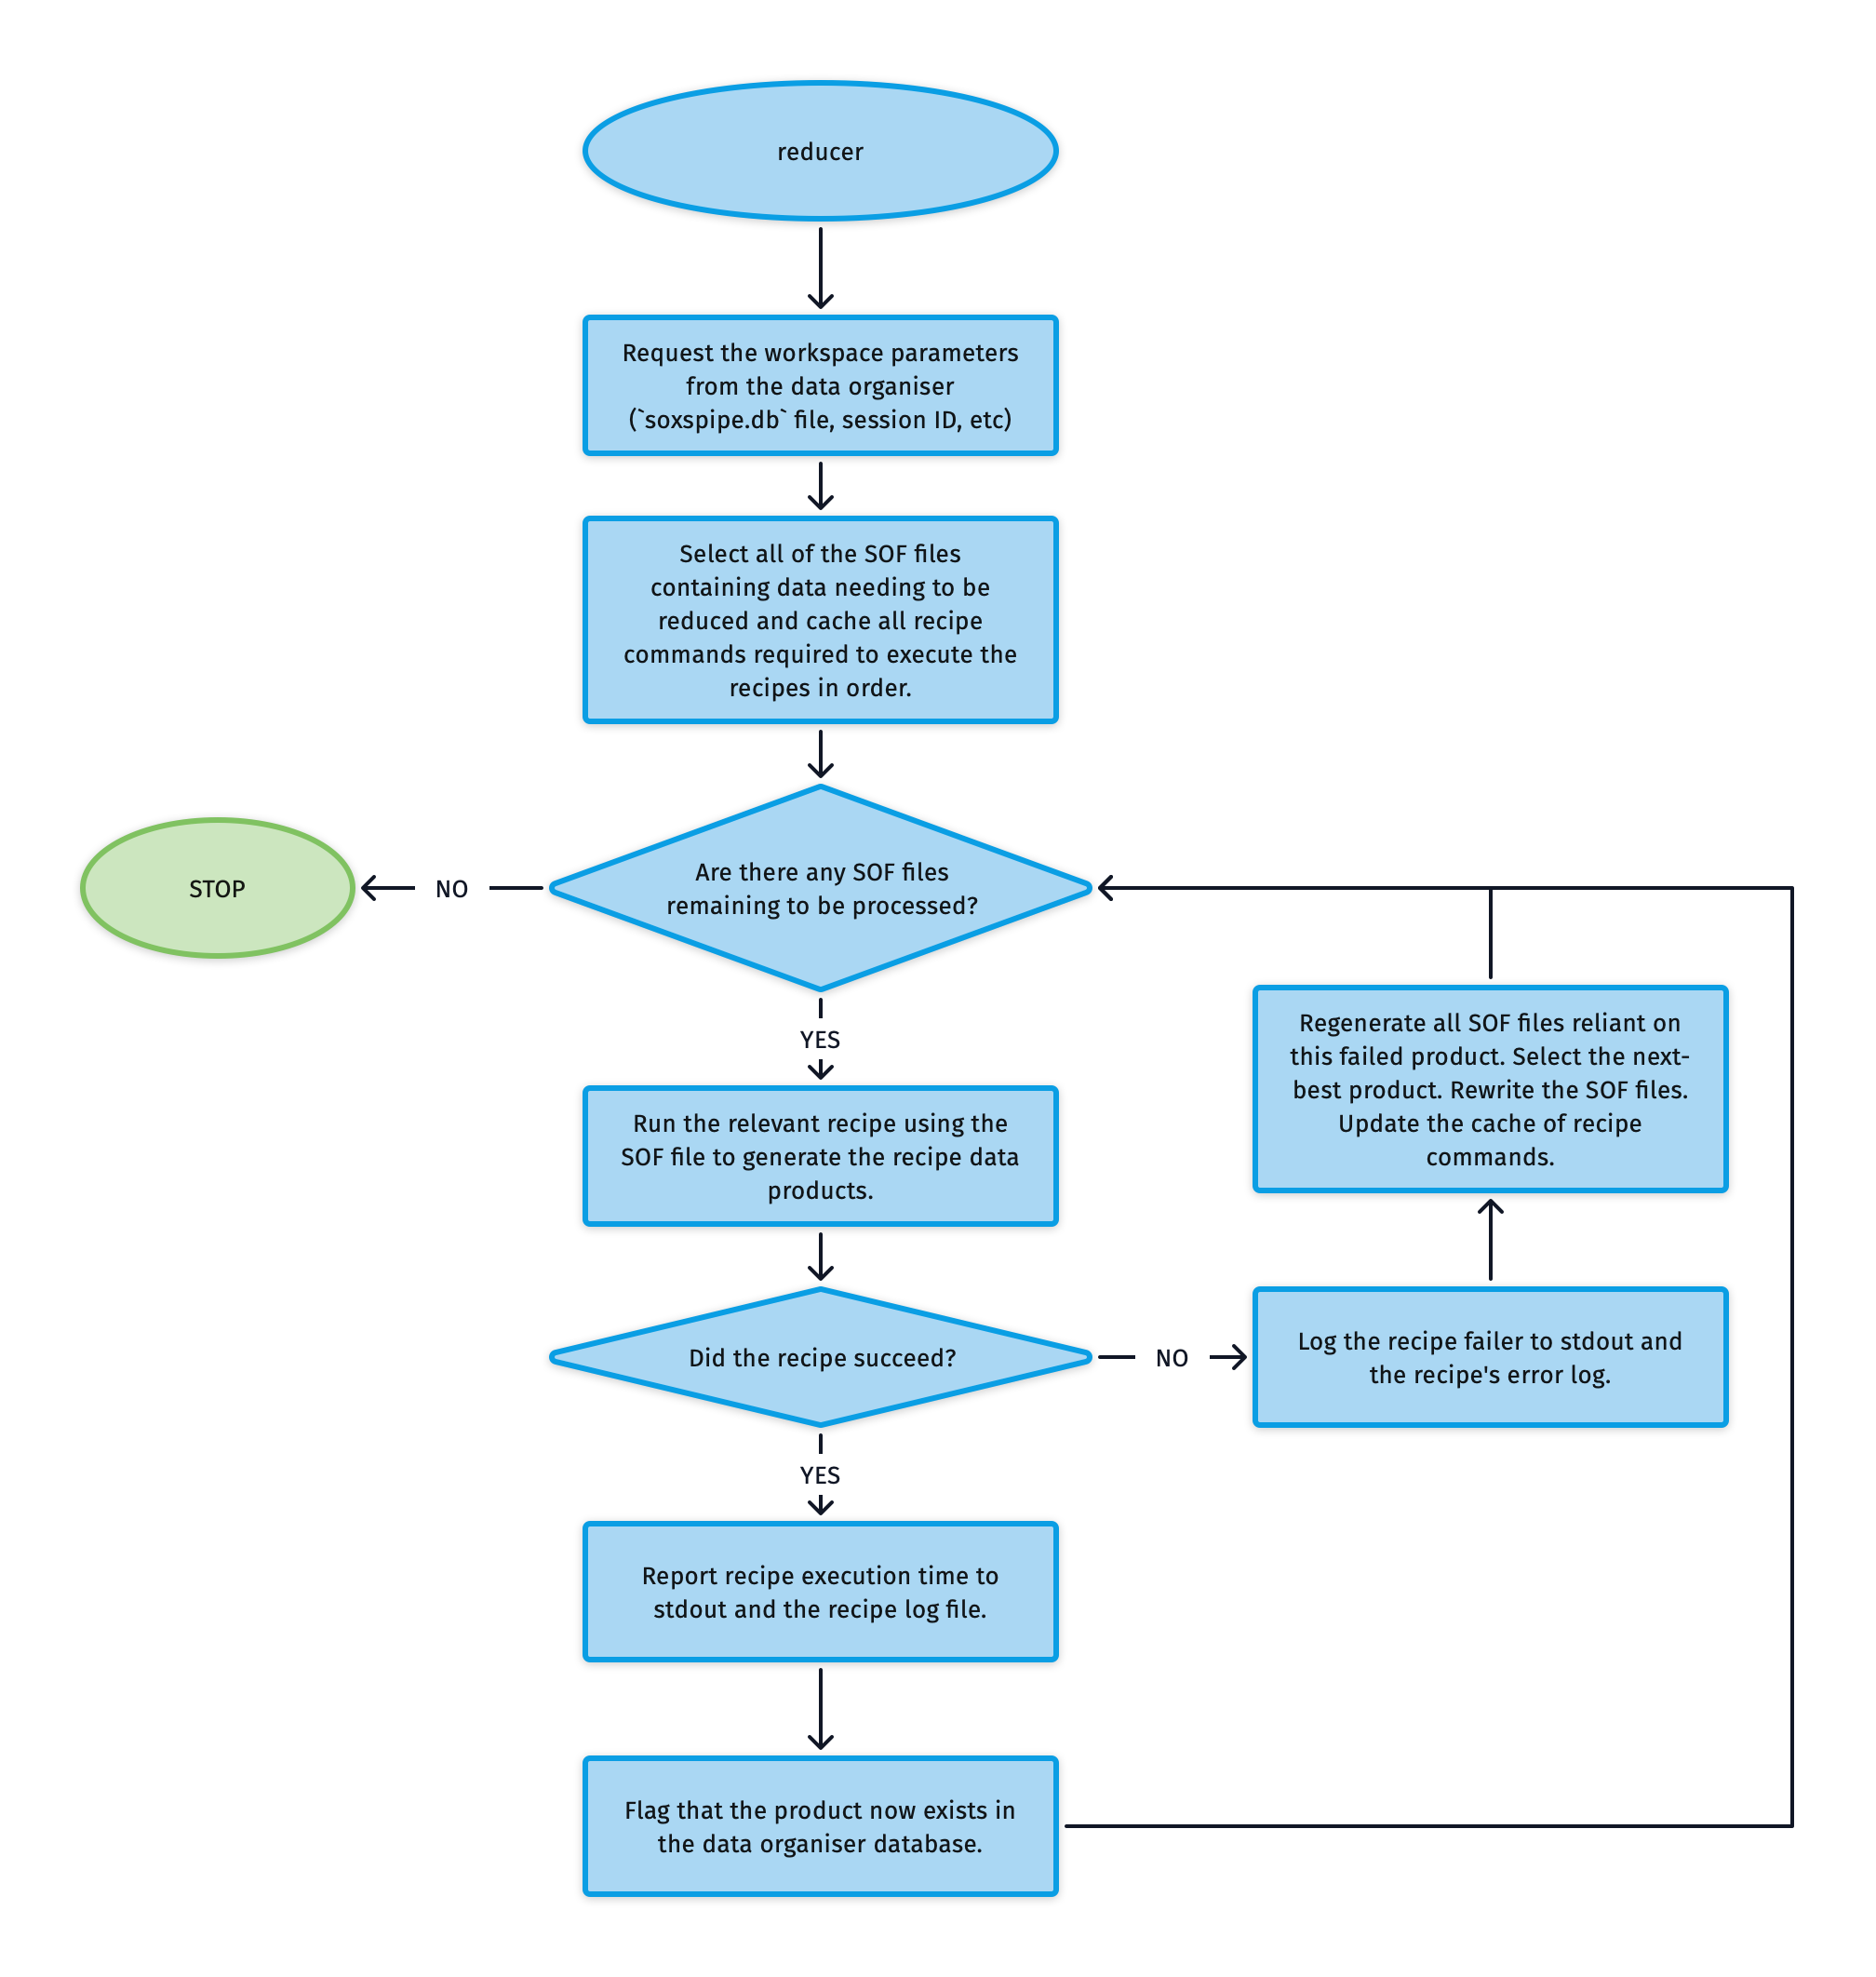 reducer
Request the workspace parameters
from the data organiser
(`soxspipe.db` file, session ID, etc)
Select all of the SOF files
containing data needing to be
reduced and cache all recipe
commands required to execute the
recipes in order.
Are there any SOF files
remaining to be processed?
NO
STOP
YES
Run the relevant recipe using the
SOF file to generate the recipe data
products.
Did the recipe succeed?
NO
Log the recipe failer to stdout and
the recipe's error log.
Regenerate all SOF files reliant on
this failed product. Select the next-
best product. Rewrite the SOF files.
Update the cache of recipe
commands.
YES
Report recipe execution time to
stdout and the recipe log file.
Flag that the product now exists in
the data organiser database.